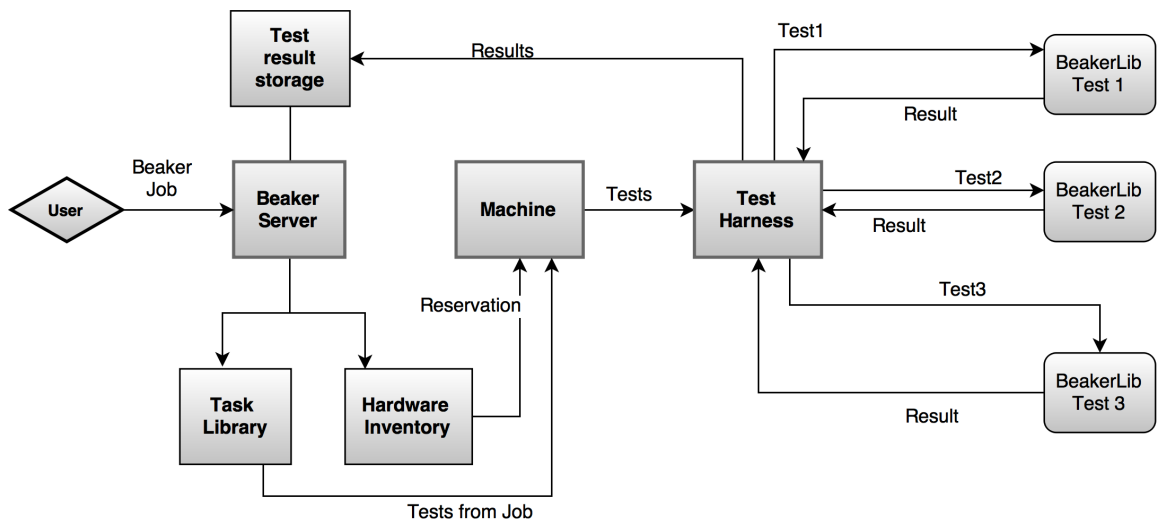 Test
result
storage
Results
Test1
BeakerLib
Test 1
Result
Beaker
Job
User
Beaker
Server
Machine
Tests
Test
Harness
Test2
BeakerLib
Test 2
Result
Reservation
Test3
Task
Library
Hardware
Inventory
BeakerLib
Test 3
Result
Tests from Job